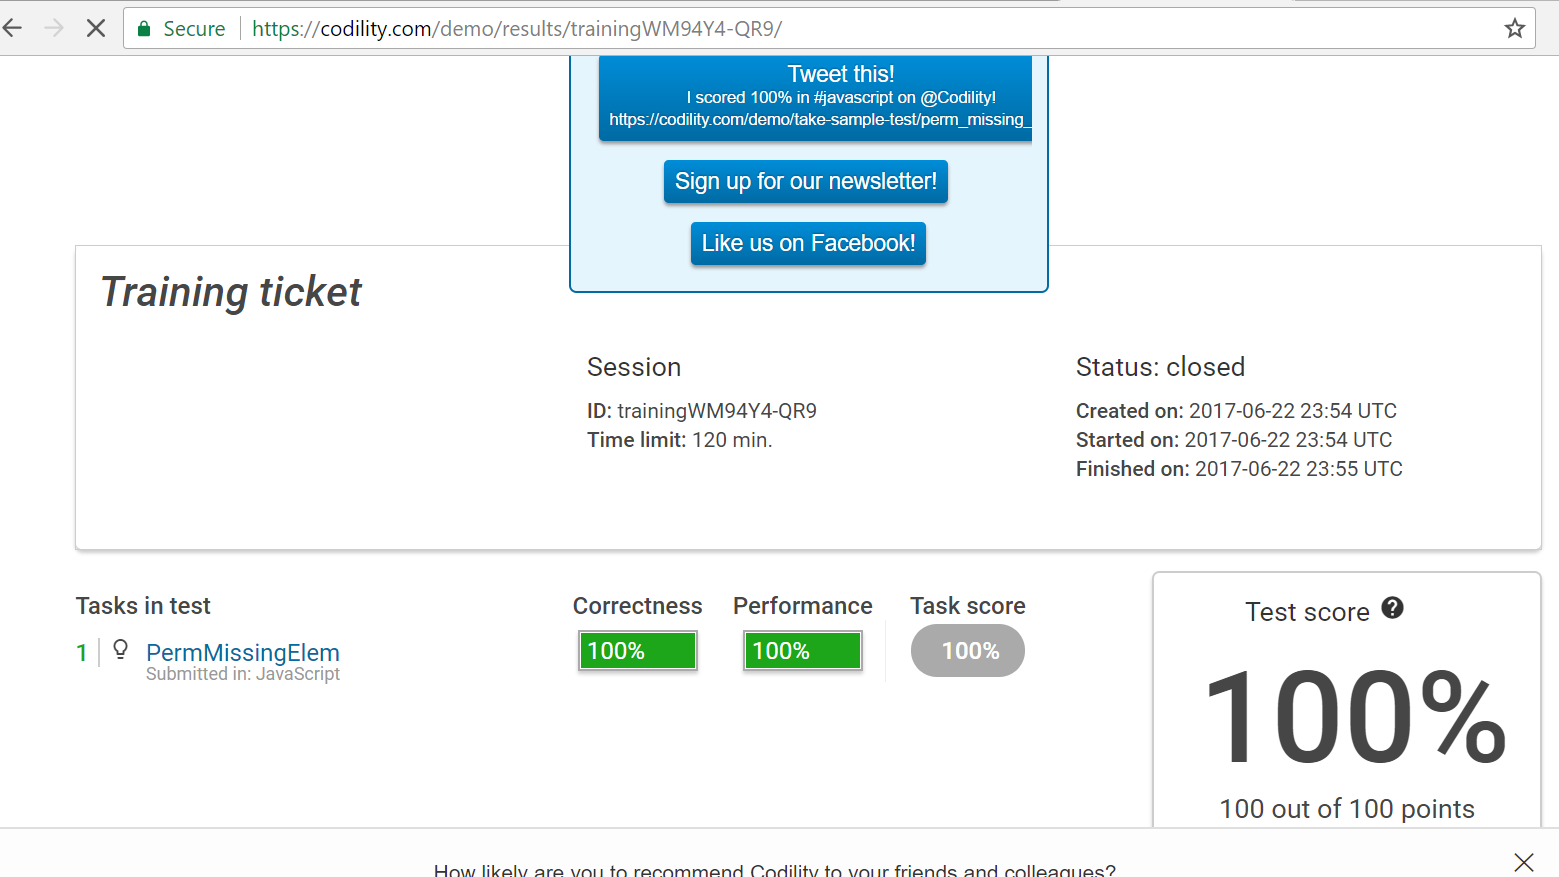 Secure https://codility.com/demo/results/trainingWM94Y4-QR9/
Tweet this!
I scored 100% in #javascript on @Codility!
https://codility.com/demo/take-sample-test/perm_missing_
Sign up for our newsletter!
Like us on Facebook!
Training ticket
Session
ID: trainingWM94Y4-QR9
Time limit: 120 min.
Status: closed
Created on: 2017-06-22 23:54 UTC
Started on: 2017-06-22 23:54 UTC
Finished on: 2017-06-22 23:55 UTC
Tasks in test Correctness Performance Task score
1 PermMissingElem 100% 100% 100%
Submitted in: JavaScript
Test score ?
100%
100 out of 100 points
How likely are you to recommend Codility to your friends and colleagues?